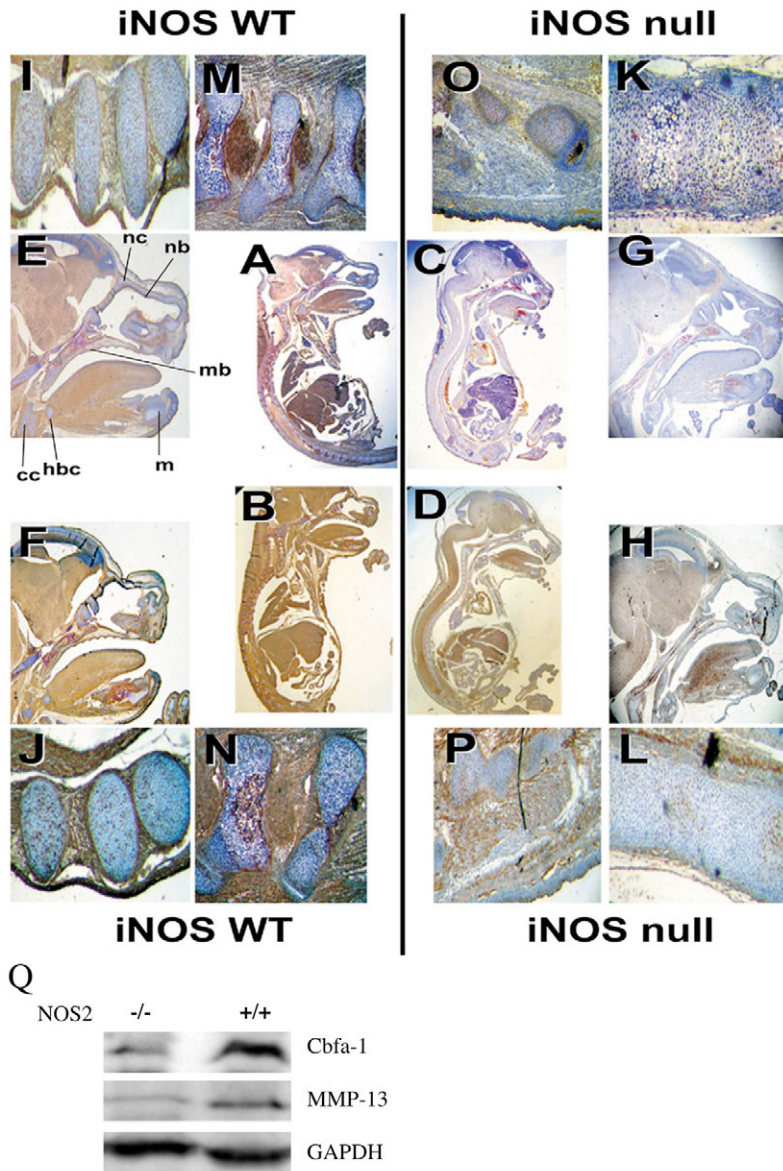 iNOS WT
iNOS null
I
M
O
K
E
nc
nb
A
C
G
mb
cc
hbc
m
F
B
D
H
J
N
P
L
iNOS WT
iNOS null
Q
NOS2 -/- +/+
Cbfa-1
MMP-13
GAPDH